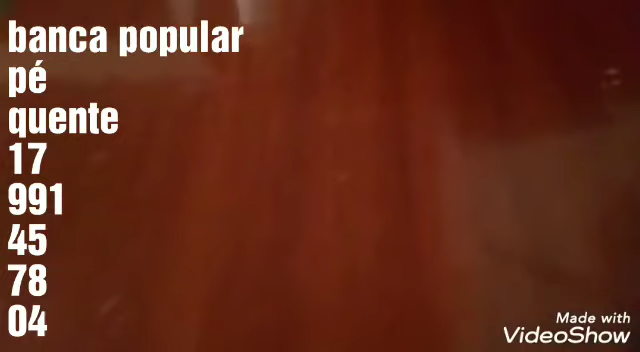 banca popular
pé
quente
17
991
45
78
04
Made with
VideoShow